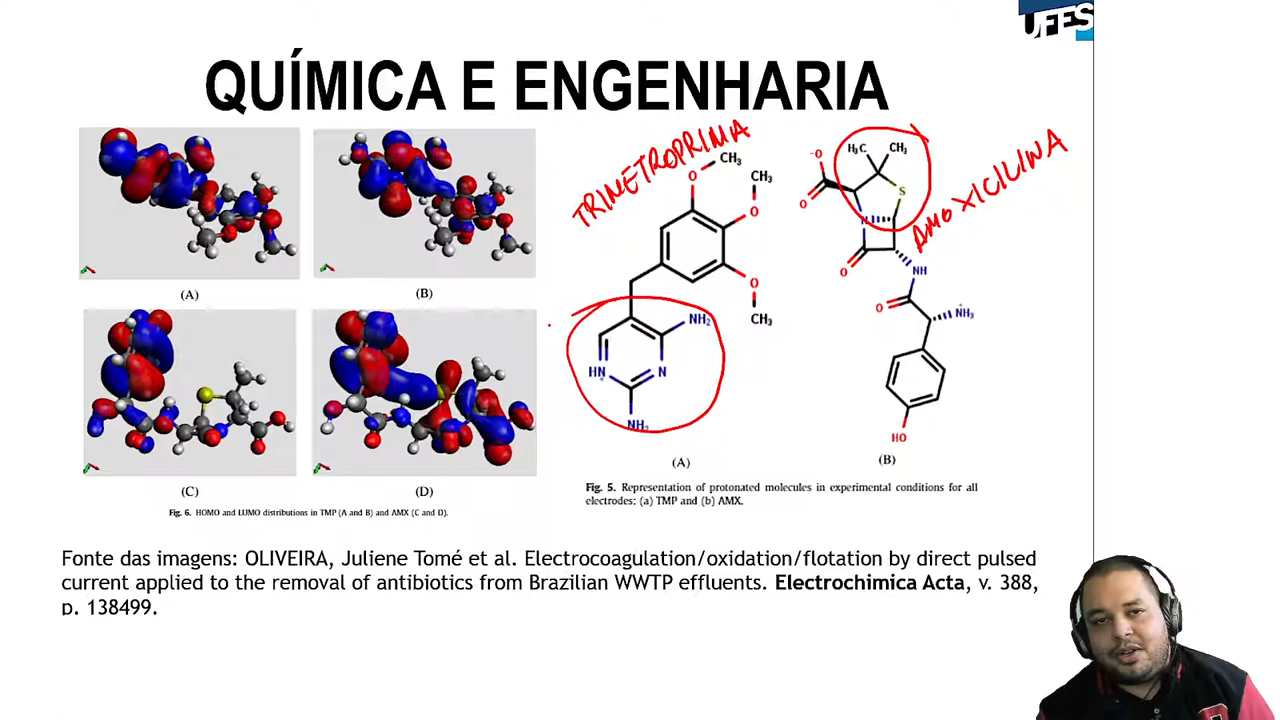 UFES
QUÍMICA E ENGENHARIA
(A)
(B)
(C)
(D)
Fig. 6. HOMO and LUMO distributions in TMP (A and B) and AMX (C and D).
TRIMETROPRIMA
CH₃
O
CH₃
O
O
CH₃
NH₂
HN⁺
N
NH₂
(A)
AMOXICILINA
⁻O
H₃C
CH₃
O
S
N
O
NH
O
⁺NH₃
HO
(B)
Fig. 5. Representation of protonated molecules in experimental conditions for all
electrodes: (a) TMP and (b) AMX.
Fonte das imagens: OLIVEIRA, Juliene Tomé et al. Electrocoagulation/oxidation/flotation by direct pulsed
current applied to the removal of antibiotics from Brazilian WWTP effluents. Electrochimica Acta, v. 388,
p. 138499.